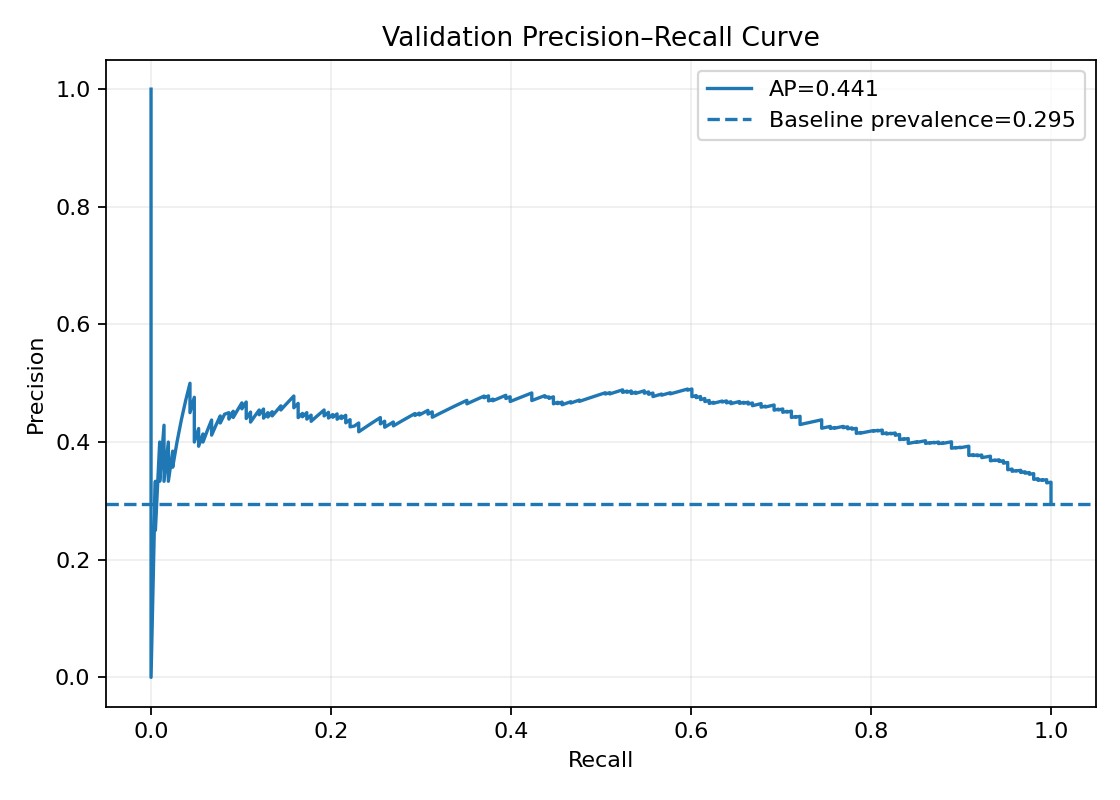 Validation Precision–Recall Curve
AP=0.441
Baseline prevalence=0.295
Precision
1.0
0.8
0.6
0.4
0.2
0.0
0.0 0.2 0.4 0.6 0.8 1.0
Recall